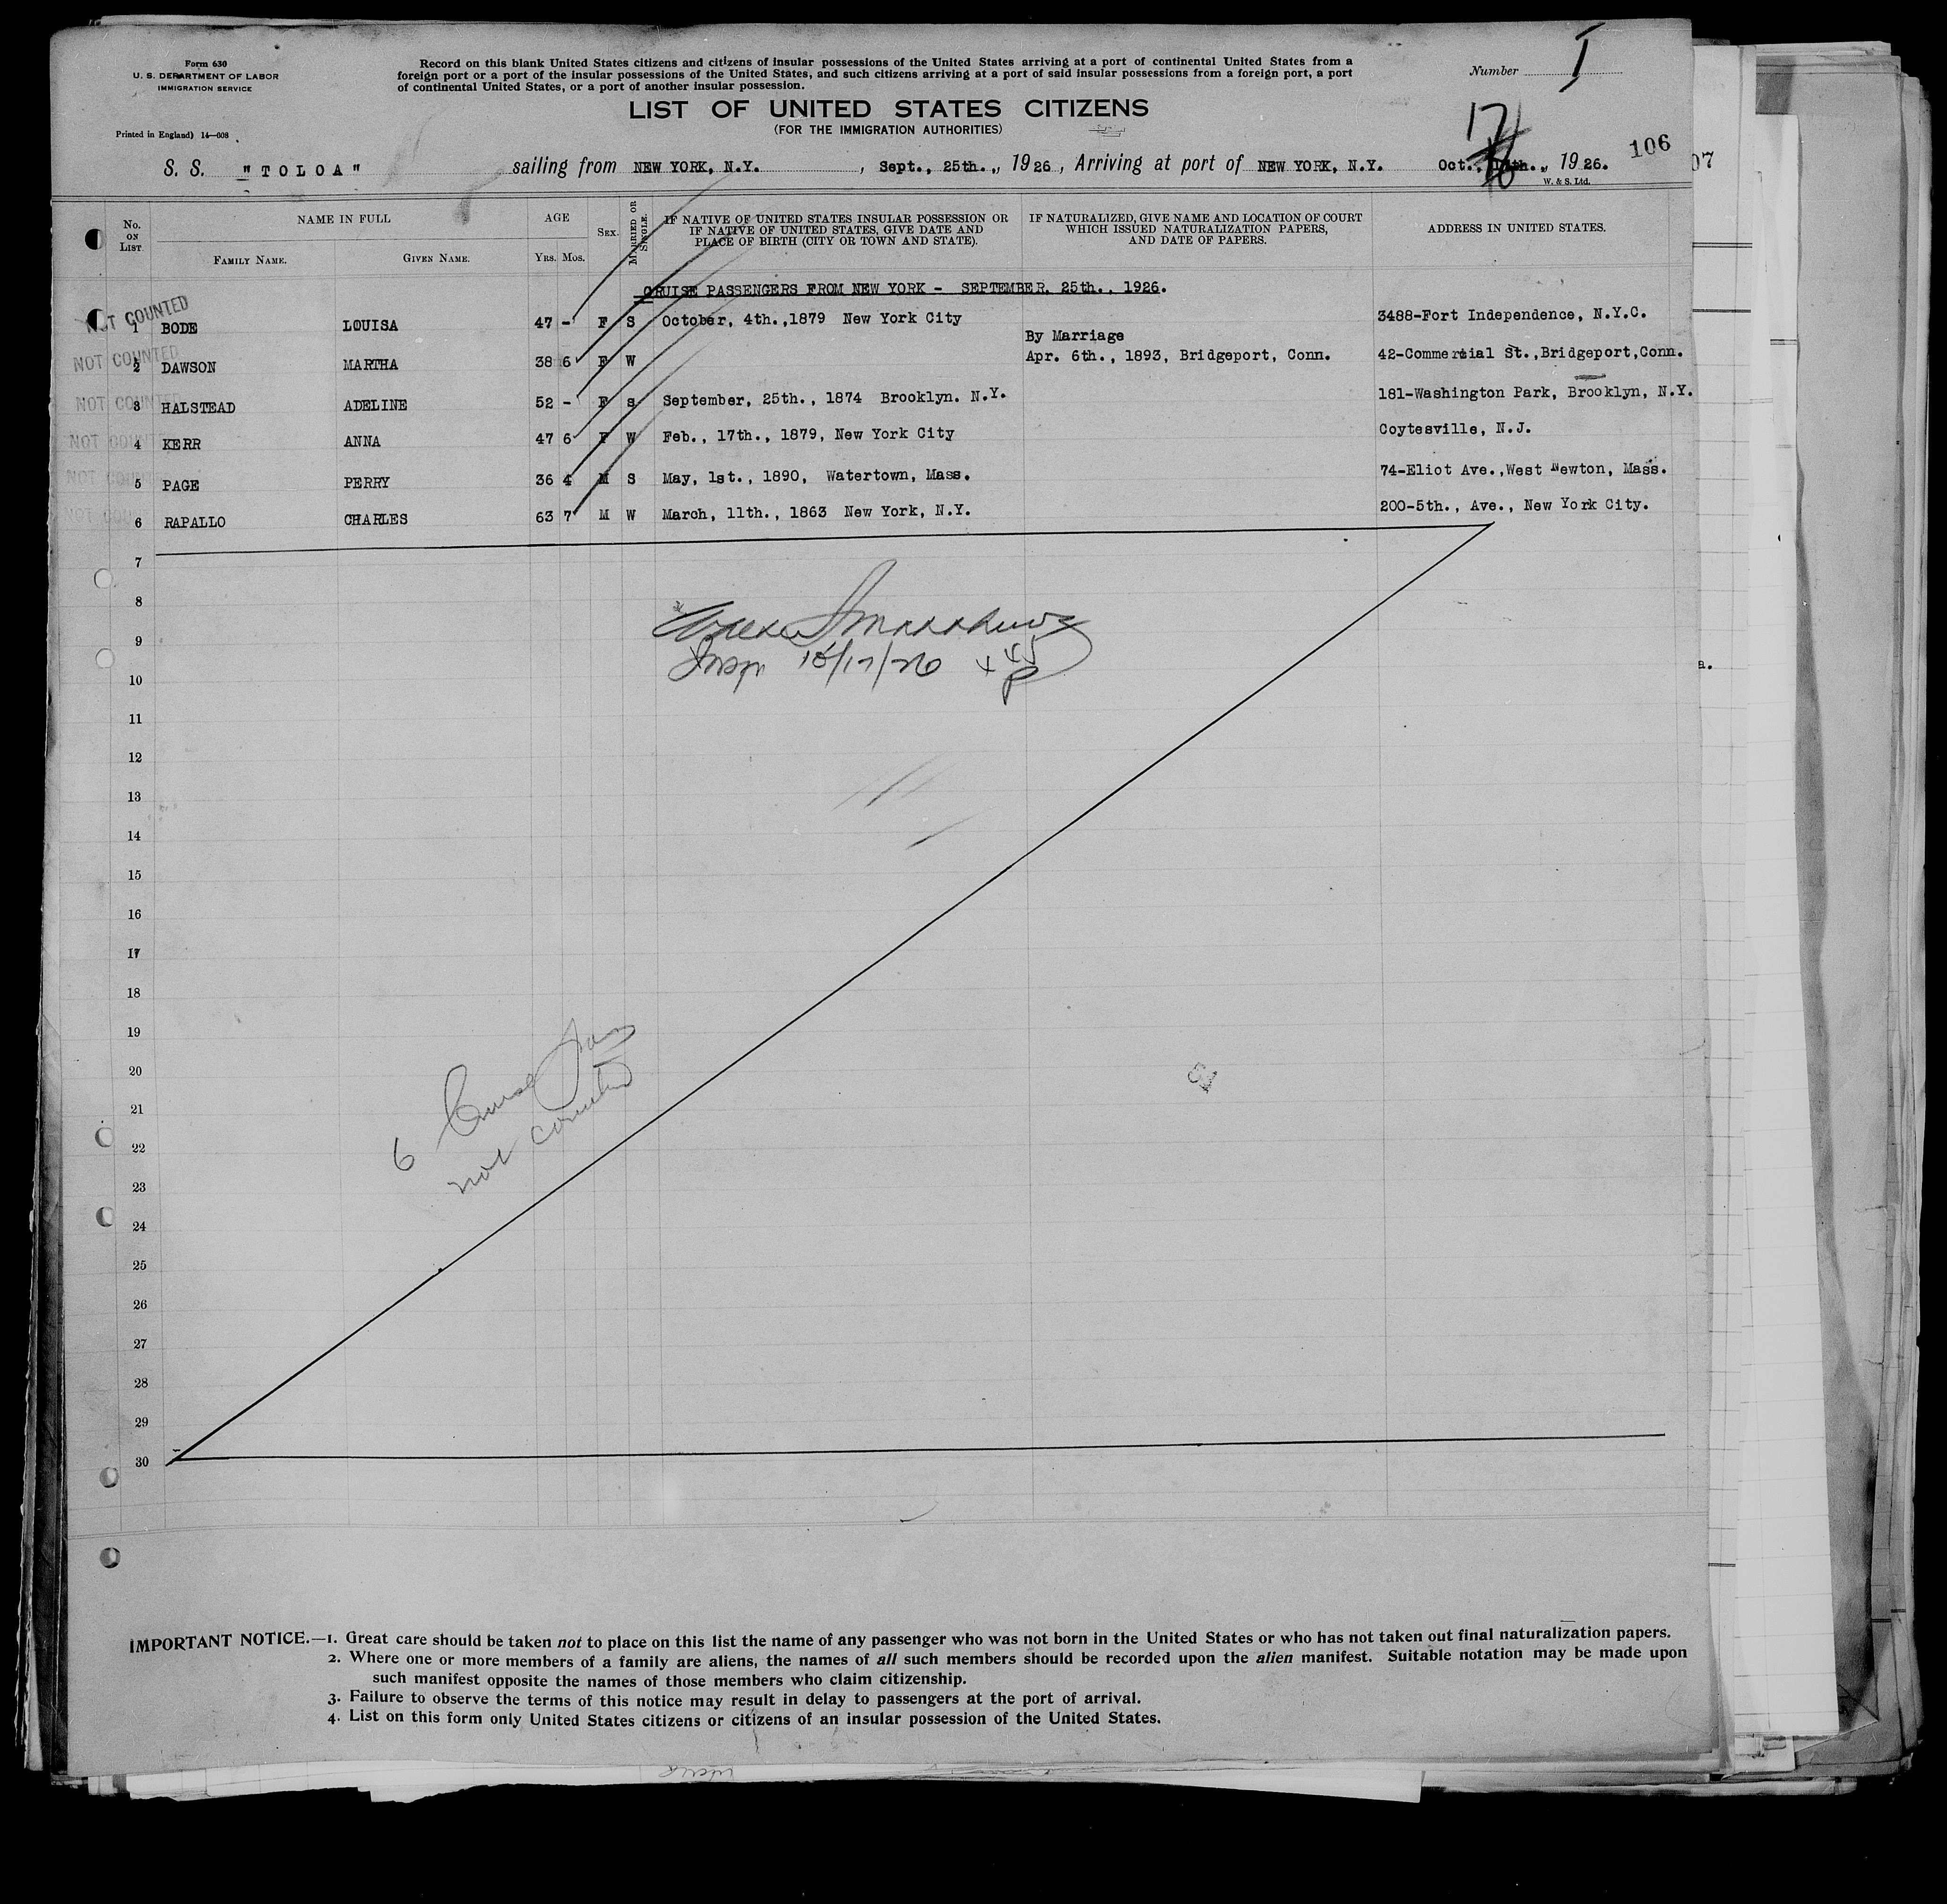 Form 630
U. S. DEPARTMENT OF LABOR
IMMIGRATION SERVICE
Printed in England) 14—608
Record on this blank United States citizens and citizens of insular possessions of the United States arriving at a port of continental United States from a
foreign port or a port of the insular possessions of the United States, and such citizens arriving at a port of said insular possessions from a foreign port, a port
of continental United States, or a port of another insular possession.
Number I
LIST OF UNITED STATES CITIZENS
(FOR THE IMMIGRATION AUTHORITIES)
17
106
07
S. S. "TOLOA" sailing from NEW YORK, N.Y. , Sept., 25th.,, 1926, Arriving at port of NEW YORK, N.Y. Oct., th.,, 1926.
W. & S. Ltd.
No. ON LIST
NAME IN FULL
FAMILY NAME. GIVEN NAME.
AGE
YRS. MOS.
SEX.
MARRIED OR SINGLE.
IF NATIVE OF UNITED STATES INSULAR POSSESSION OR
IF NATIVE OF UNITED STATES, GIVE DATE AND
PLACE OF BIRTH (CITY OR TOWN AND STATE).
IF NATURALIZED, GIVE NAME AND LOCATION OF COURT
WHICH ISSUED NATURALIZATION PAPERS,
AND DATE OF PAPERS.
ADDRESS IN UNITED STATES.
CRUISE PASSENGERS FROM NEW YORK - SEPTEMBER, 25th., 1926.
NOT COUNTED
1 BODE LOUISA 47 - F S October, 4th.,1879 New York City 3488-Fort Independence, N.Y.C.
NOT COUNTED
2 DAWSON MARTHA 38 6 F W By Marriage
Apr. 6th., 1893, Bridgeport, Conn. 42-Commercial St.,Bridgeport,Conn.
NOT COUNTED
3 HALSTEAD ADELINE 52 - F S September, 25th., 1874 Brooklyn. N.Y. 181-Washington Park, Brooklyn, N.Y.
NOT COUNTED
4 KERR ANNA 47 6 F W Feb., 17th., 1879, New York City Coytesville, N.J.
NOT COUNTED
5 PAGE PERRY 36 4 M S May, 1st., 1890, Watertown, Mass. 74-Eliot Ave.,West Newton, Mass.
NOT COUNTED
6 RAPALLO CHARLES 63 7 M W March, 11th., 1863 New York, N.Y. 200-5th., Ave., New York City.
7
8
9
Insp 10/17/26
10
a.
11
12
13
14
15
16
17
18
19
20
21
22
6 Cruise Pass
not counted
23
24
25
26
27
28
29
30
IMPORTANT NOTICE.—1. Great care should be taken not to place on this list the name of any passenger who was not born in the United States or who has not taken out final naturalization papers.
2. Where one or more members of a family are aliens, the names of all such members should be recorded upon the alien manifest. Suitable notation may be made upon
such manifest opposite the names of those members who claim citizenship.
3. Failure to observe the terms of this notice may result in delay to passengers at the port of arrival.
4. List on this form only United States citizens or citizens of an insular possession of the United States.